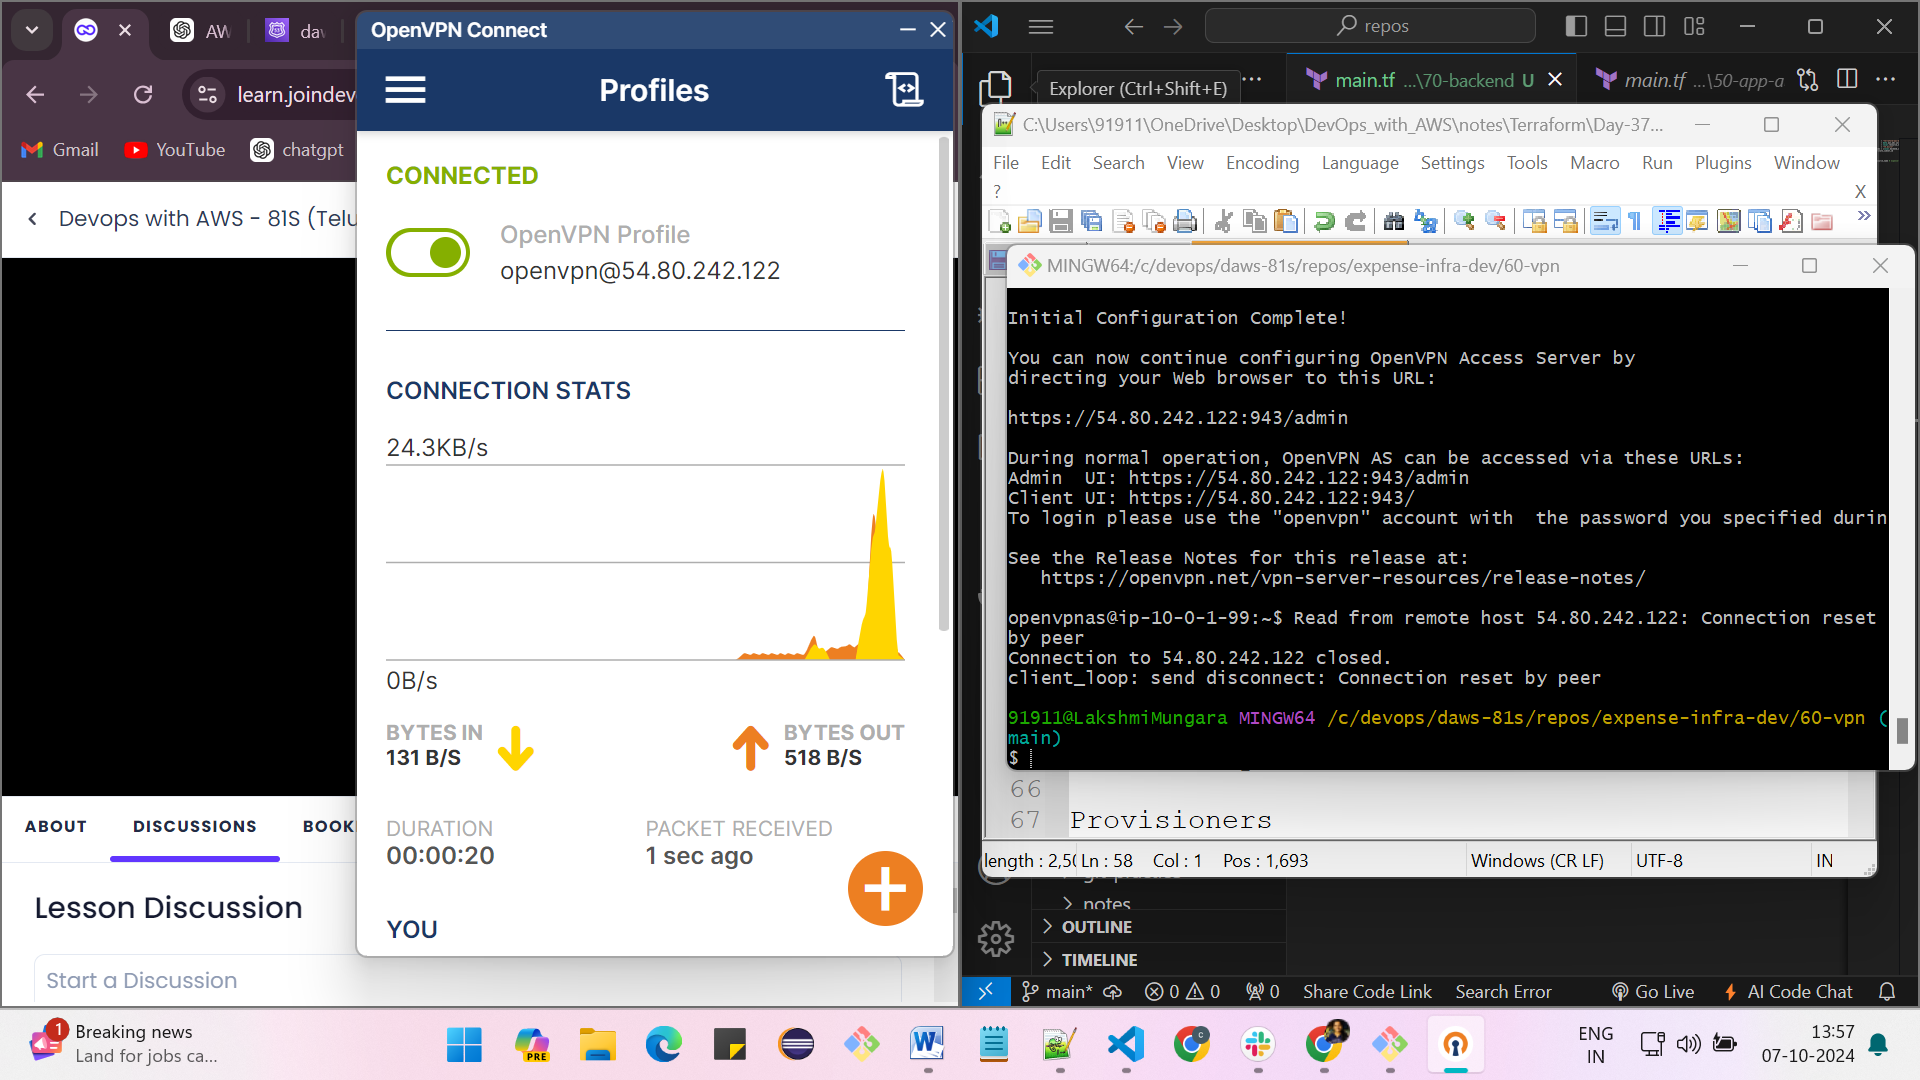 AW
dav
learn.joindev
Gmail
YouTube
chatgpt
Devops with AWS - 81S (Telu
ABOUT
DISCUSSIONS
BOOK
Lesson Discussion
Start a Discussion
OpenVPN Connect
Profiles
CONNECTED
OpenVPN Profile
openvpn@54.80.242.122
CONNECTION STATS
24.3KB/s
0B/s
BYTES IN
131 B/S
BYTES OUT
518 B/S
DURATION
00:00:20
PACKET RECEIVED
1 sec ago
YOU
repos
Explorer (Ctrl+Shift+E)
main.tf ...\70-backend U
main.tf ...\50-app-a
C:\Users\91911\OneDrive\Desktop\DevOps_with_AWS\notes\Terraform\Day-37...
File Edit Search View Encoding Language Settings Tools Macro Run Plugins Window
? X
MINGW64:/c/devops/daws-81s/repos/expense-infra-dev/60-vpn
Initial Configuration Complete!
You can now continue configuring OpenVPN Access Server by
directing your Web browser to this URL:
https://54.80.242.122:943/admin
During normal operation, OpenVPN AS can be accessed via these URLs:
Admin  UI: https://54.80.242.122:943/admin
Client UI: https://54.80.242.122:943/
To login please use the "openvpn" account with  the password you specified durin
See the Release Notes for this release at:
https://openvpn.net/vpn-server-resources/release-notes/
openvpnas@ip-10-0-1-99:~$ Read from remote host 54.80.242.122: Connection reset
by peer
Connection to 54.80.242.122 closed.
client_loop: send disconnect: Connection reset by peer
91911@LakshmiMungara MINGW64 /c/devops/daws-81s/repos/expense-infra-dev/60-vpn (
main)
$
66
67 Provisioners
length : 2,50 Ln : 58 Col : 1 Pos : 1,693 Windows (CR LF) UTF-8 IN
notes
OUTLINE
TIMELINE
main* 0 0 0 Share Code Link Search Error Go Live AI Code Chat
1
Breaking news
Land for jobs ca...
PRE
ENG
IN
13:57
07-10-2024